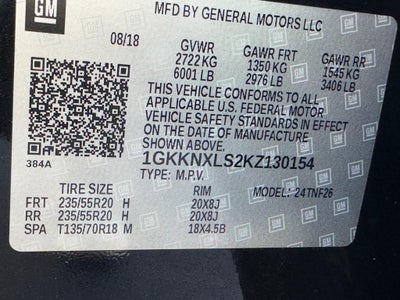 GM
MFD BY GENERAL MOTORS LLC
08/18 GVWR GAWR FRT GAWR RR
2722 KG 1350 KG 1545 KG
6001 LB 2976 LB 3406 LB
THIS VEHICLE CONFORMS TO ALL
APPLICABLE U.S. FEDERAL MOTOR
VEHICLE SAFETY STANDARDS IN EFFECT
ON THE DATE OF MANUFACTURE
SHOWN ABOVE.
384A
1GKKNXLS2KZ130154
TYPE: M.P.V. MODEL: 24TNF26
TIRE SIZE RIM
FRT 235/55R20 H 20X8J
RR 235/55R20 H 20X8J
SPA T135/70R18 M 18X4.5B